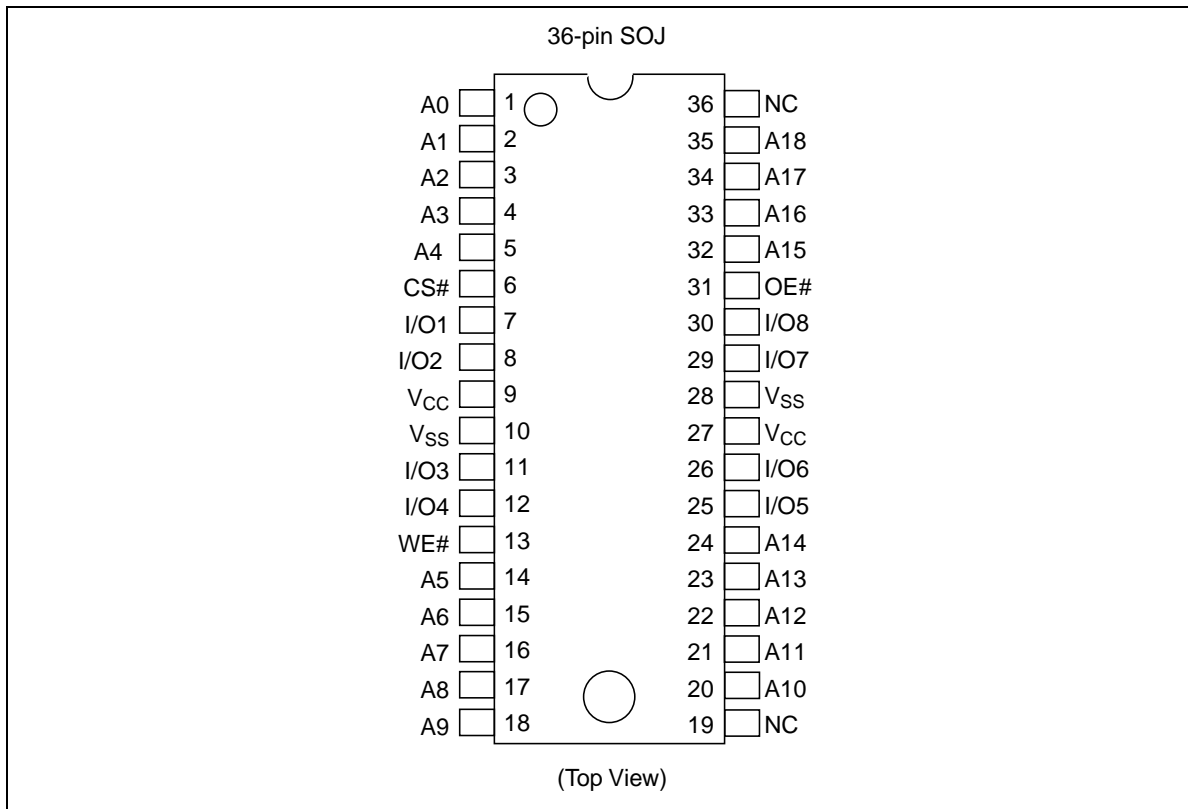 36-pin SOJ
A0 1 36 NC
A1 2 35 A18
A2 3 34 A17
A3 4 33 A16
A4 5 32 A15
CS# 6 31 OE#
I/O1 7 30 I/O8
I/O2 8 29 I/O7
VCC 9 28 VSS
VSS 10 27 VCC
I/O3 11 26 I/O6
I/O4 12 25 I/O5
WE# 13 24 A14
A5 14 23 A13
A6 15 22 A12
A7 16 21 A11
A8 17 20 A10
A9 18 19 NC
(Top View)